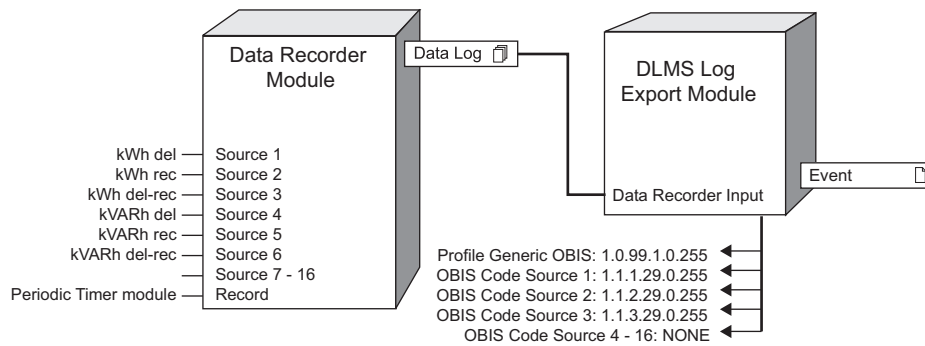 Data Recorder
Module
Data Log
DLMS Log
Export Module
kWh del
Source 1
kWh rec
Source 2
kWh del-rec
Source 3
kVARh del
Source 4
kVARh rec
Source 5
kVARh del-rec
Source 6
Source 7 - 16
Periodic Timer module
Record
Data Recorder Input
Event
Profile Generic OBIS: 1.0.99.1.0.255
OBIS Code Source 1: 1.1.1.29.0.255
OBIS Code Source 2: 1.1.2.29.0.255
OBIS Code Source 3: 1.1.3.29.0.255
OBIS Code Source 4 - 16: NONE